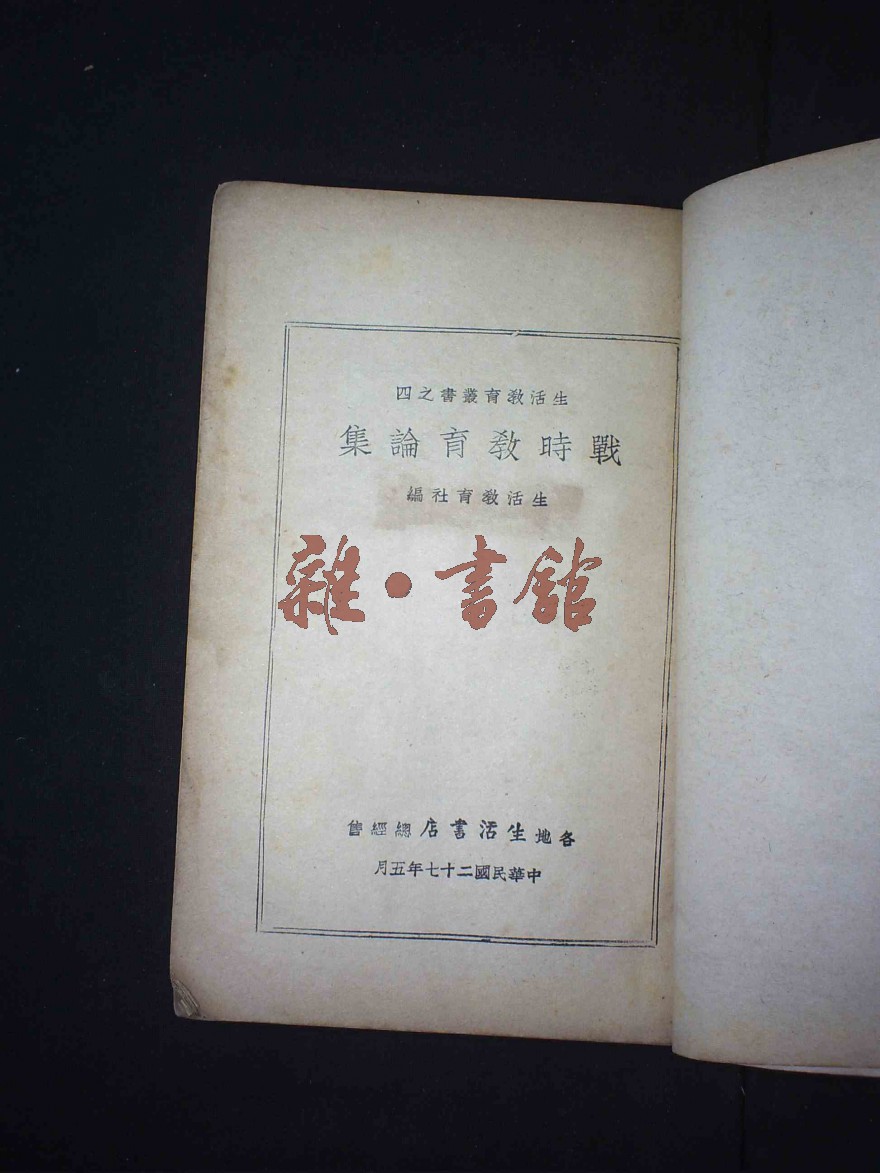 生活教育叢書之四
戰時教育論集
生活教育社編
雜·書館
各地生活書店總經售
中華民國二十七年五月